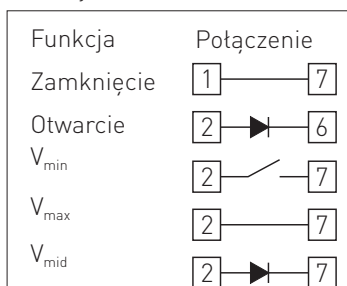 Funkcja Połączenie
Zamknięcie 1 7
Otwarcie 2 6
Vmin 2 7
Vmax 2 7
Vmid 2 7